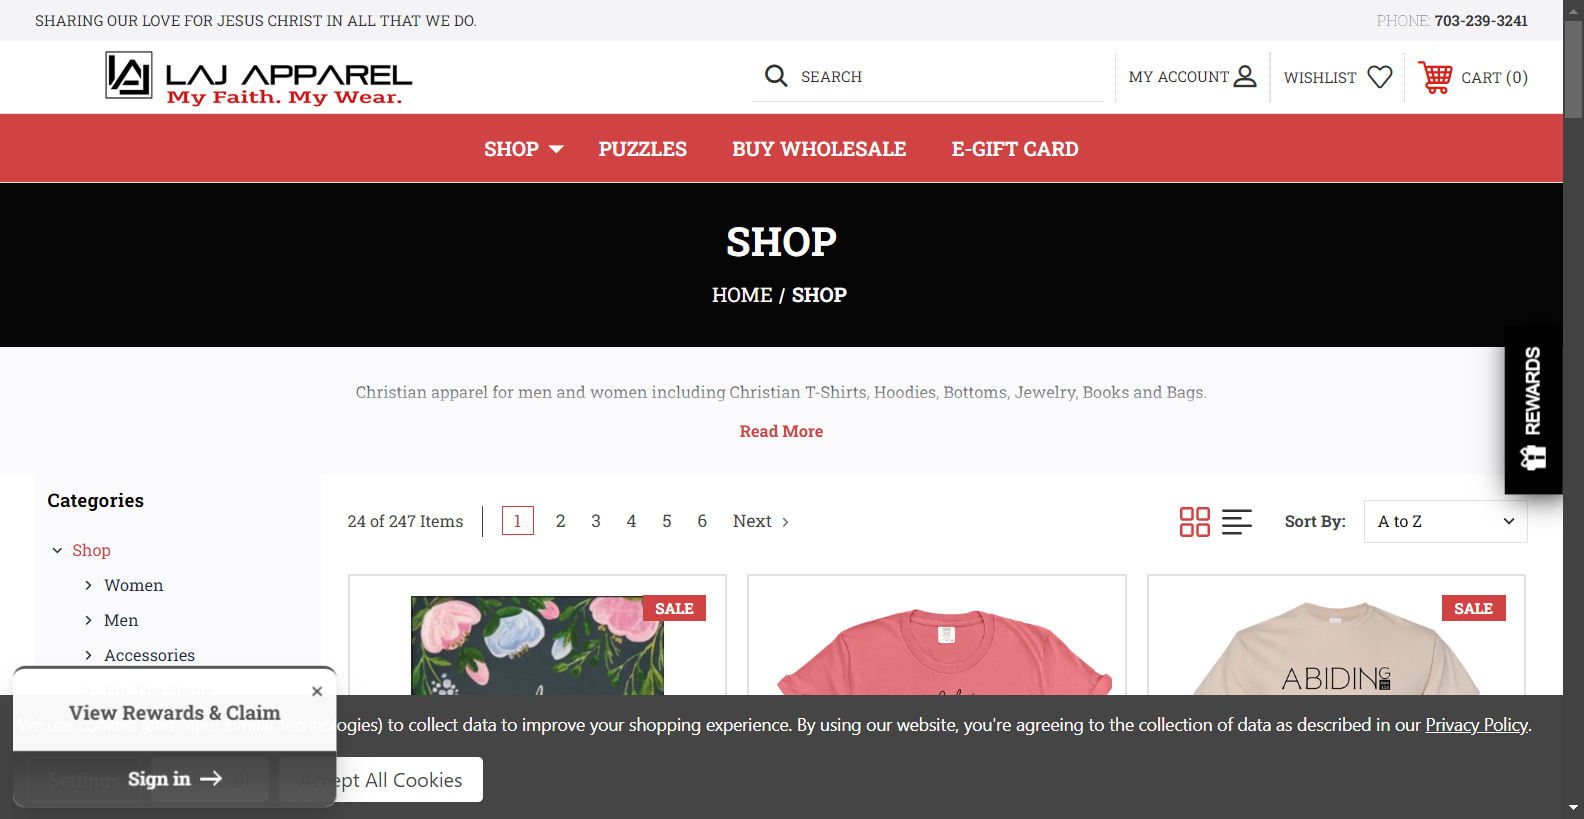 SHARING OUR LOVE FOR JESUS CHRIST IN ALL THAT WE DO.
PHONE: 703-239-3241
LAJ APPAREL
My Faith. My Wear.
SEARCH
MY ACCOUNT
WISHLIST
CART (0)
SHOP
PUZZLES
BUY WHOLESALE
E-GIFT CARD
SHOP
HOME / SHOP
REWARDS
Christian apparel for men and women including Christian T-Shirts, Hoodies, Bottoms, Jewelry, Books and Bags.
Read More
Categories
Shop
Women
Men
Accessories
For The Home
24 of 247 Items
1 2 3 4 5 6 Next
Sort By:
A to Z
SALE
SALE
ABIDING
View Rewards & Claim
Sign in
We use cookies (and other similar technologies) to collect data to improve your shopping experience. By using our website, you're agreeing to the collection of data as described in our Privacy Policy.
Settings
Accept All Cookies